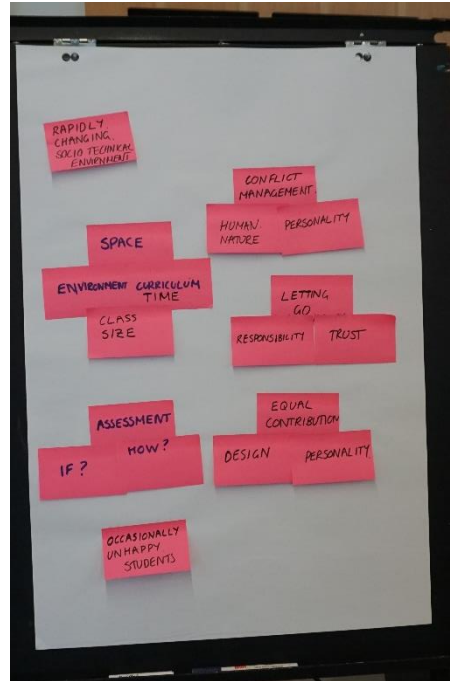 RAPIDLY
CHANGING
SOCIO TECHNICAL
ENVIRNMENT
CONFLICT
MANAGEMENT
HUMAN
NATURE
PERSONALITY
SPACE
ENVIRONMENT
CURRICULUM
TIME
CLASS
SIZE
LETTING
GO
RESPONSIBILITY
TRUST
ASSESSMENT
IF?
HOW?
EQUAL
CONTRIBUTION
DESIGN
PERSONALITY
OCCASIONALLY
UNHAPPY
STUDENTS